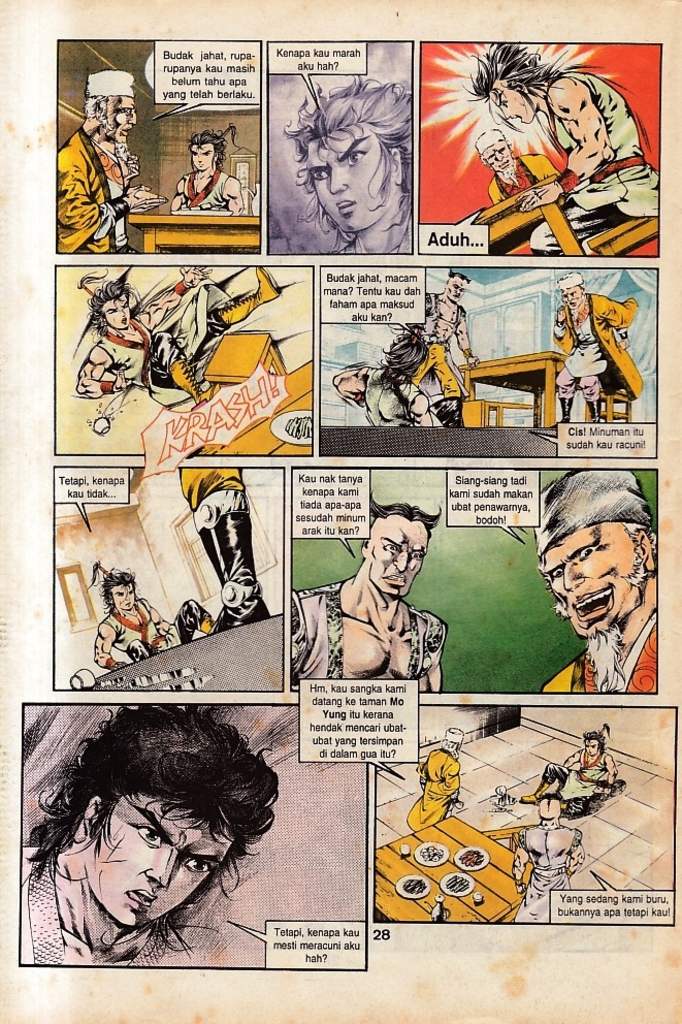 Budak jahat, rupa-
rupanya kau masih
belum tahu apa
yang telah berlaku.
Kenapa kau marah
aku hah?
Aduh...
KRASH!
Budak jahat, macam
mana? Tentu kau dah
faham apa maksud
aku kan?
Cis! Minuman itu
sudah kau racuni!
Tetapi, kenapa
kau tidak...
Kau nak tanya
kenapa kami
tiada apa-apa
sesudah minum
arak itu kan?
Siang-siang tadi
kami sudah makan
ubat penawarnya,
bodoh!
Tetapi, kenapa kau
mesti meracuni aku
hah?
Hm, kau sangka kami
datang ke taman Mo
Yung itu kerana
hendak mencari ubat-
ubat yang tersimpan
di dalam gua itu?
Yang sedang kami buru,
bukannya apa tetapi kau!
28